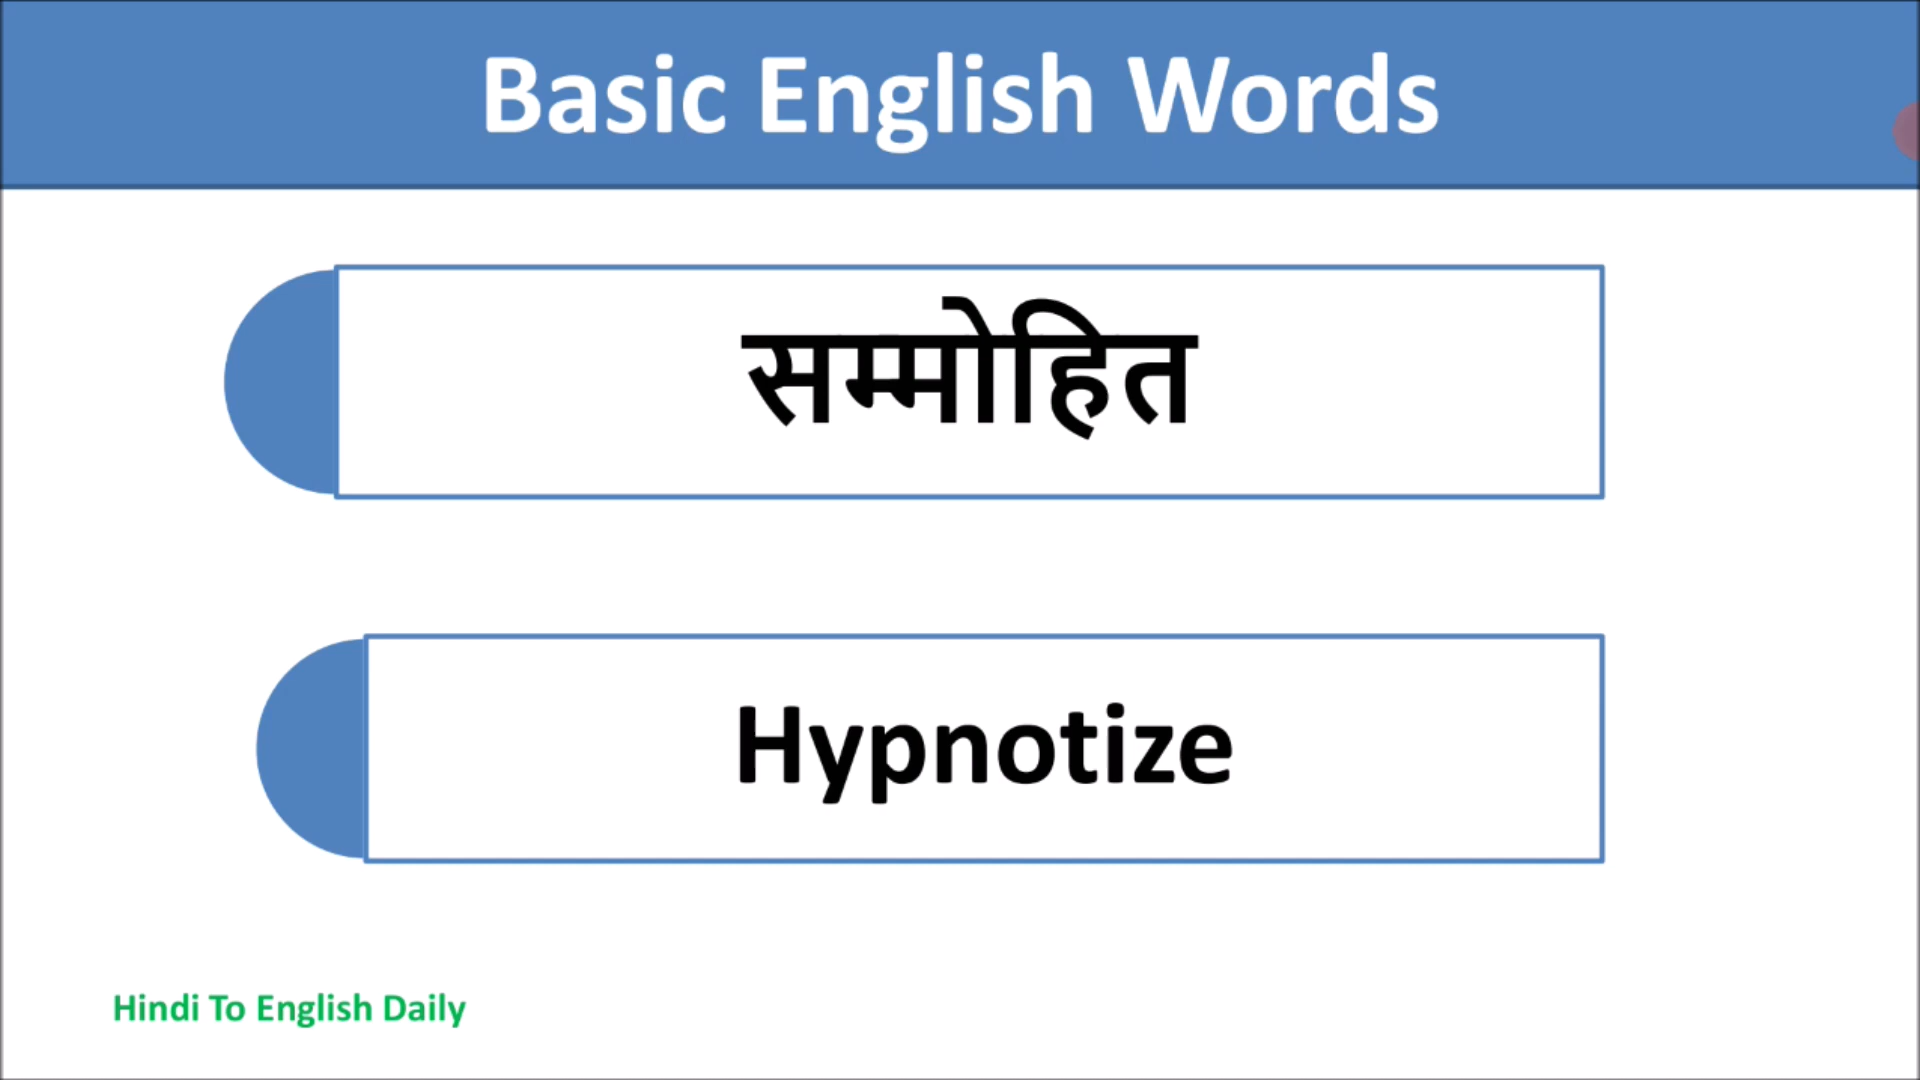 Basic English Words
सम्मोहित
Hypnotize
Hindi To English Daily